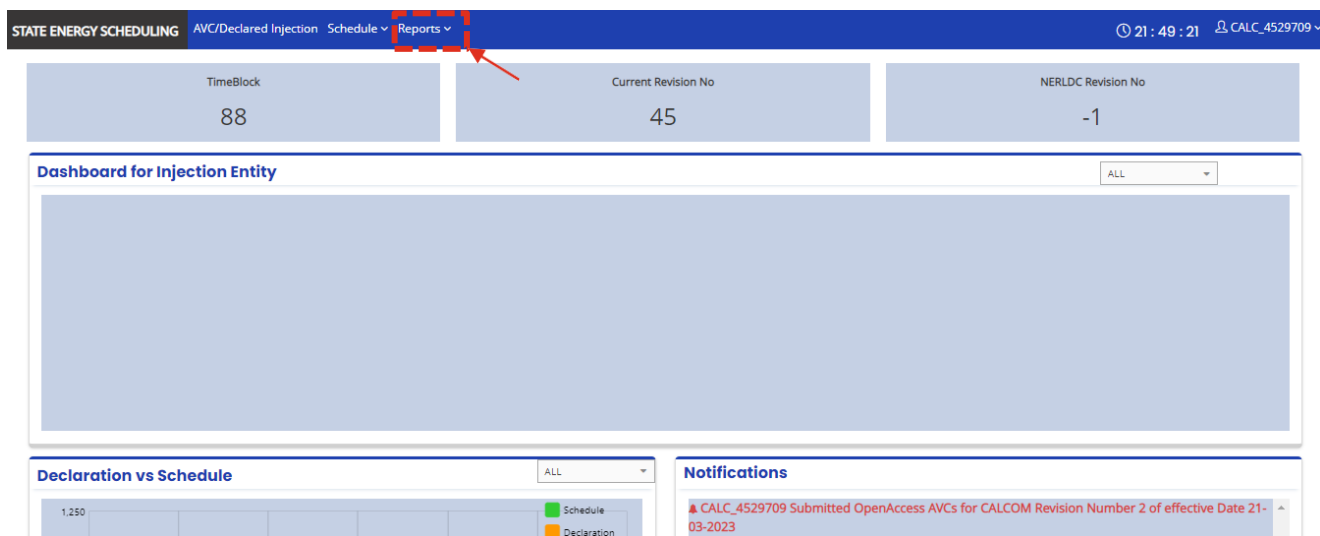 STATE ENERGY SCHEDULING AVC/Declared Injection Schedule Reports 21 : 49 : 21 CALC_4529709
TimeBlock Current Revision No NERLDC Revision No
88 45 -1
Dashboard for Injection Entity ALL
Declaration vs Schedule ALL Notifications
1,250 Schedule CALC_4529709 Submitted OpenAccess AVCs for CALCOM Revision Number 2 of effective Date 21-
Declaration 03-2023